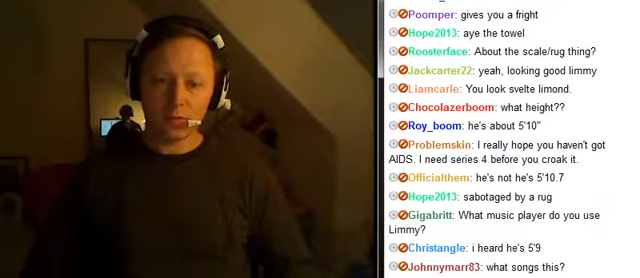 Poomper: gives you a fright
Hope2013: aye the towel
Roosterface: About the scale/rug thing?
Jackcarter22: yeah, looking good limmy
Liamcarle: You look svelte limond.
Chocolazerboom: what height??
Roy_boom: he's about 5'10"
Problemskin: I really hope you haven't got
AIDS. I need series 4 before you croak it.
Officialthem: he's not he's 5'10.7
Hope2013: sabotaged by a rug
Gigabritt: What music player do you use
Limmy?
Christangle: i heard he's 5'9
Johnnymarr83: what songs this?